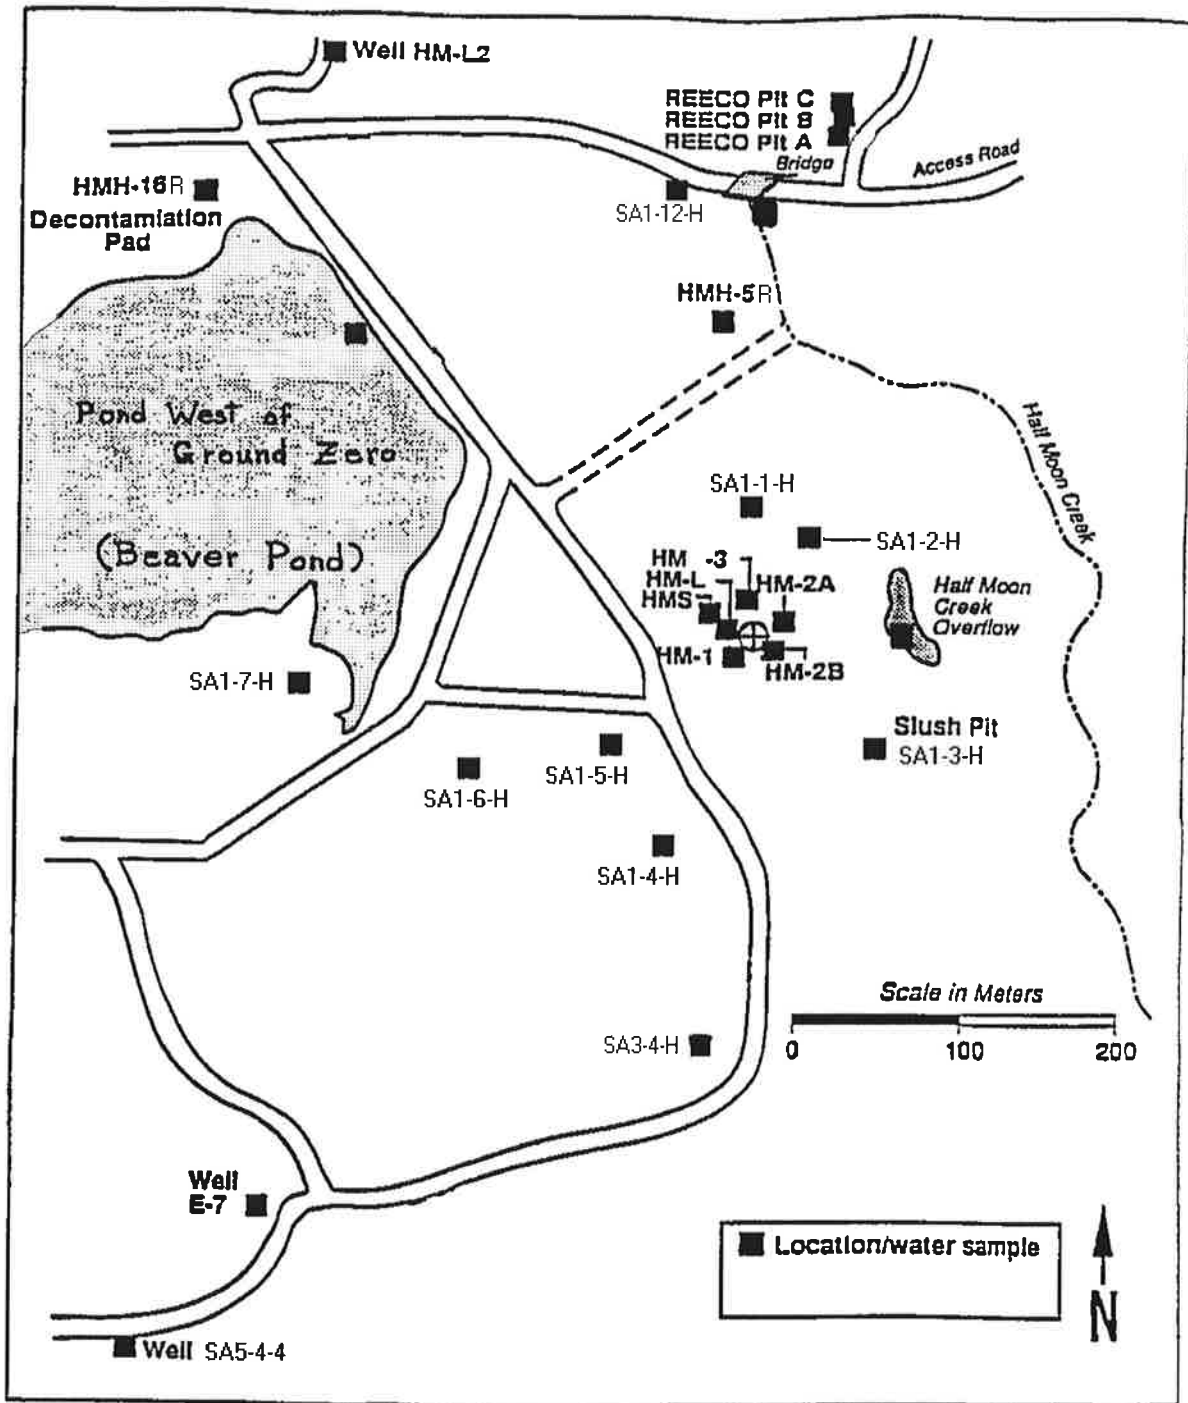 Well HM-L2
REECO Pit C
REECO Pit B
REECO Pit A
Bridge
Access Road
HMH-16R
Decontamiation
Pad
SA1-12-H
HMH-5R
Pond West of
Ground Zero
(Beaver Pond)
Half Moon Creek
SA1-1-H
SA1-2-H
HM -3
HM-L
HMS
HM-2A
HM-1
HM-2B
Half Moon
Creek
Overflow
SA1-7-H
Slush Pit
SA1-3-H
SA1-5-H
SA1-6-H
SA1-4-H
Scale in Meters
0 100 200
SA3-4-H
Well
E-7
Location/water sample
N
Well SA5-4-4